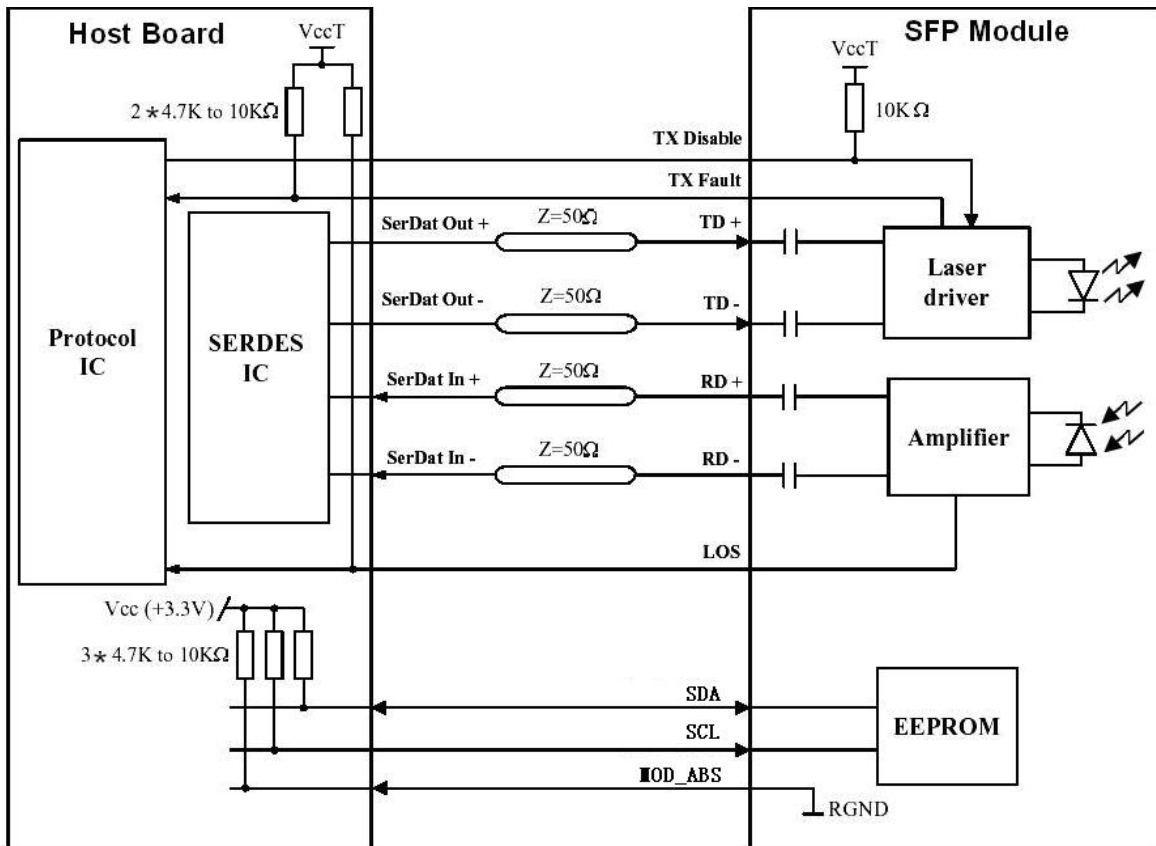 Host Board
SFP Module
VccT
VccT
2*4.7K to 10KΩ
10KΩ
TX Disable
TX Fault
SerDat Out +
Z=50Ω
TD +
Laser
driver
SerDat Out -
Z=50Ω
TD -
Protocol
IC
SERDES
IC
SerDat In +
Z=50Ω
RD +
Amplifier
SerDat In -
Z=50Ω
RD -
LOS
Vcc (+3.3V)
3*4.7K to 10KΩ
SDA
SCL
EEPROM
MOD_ABS
RGND